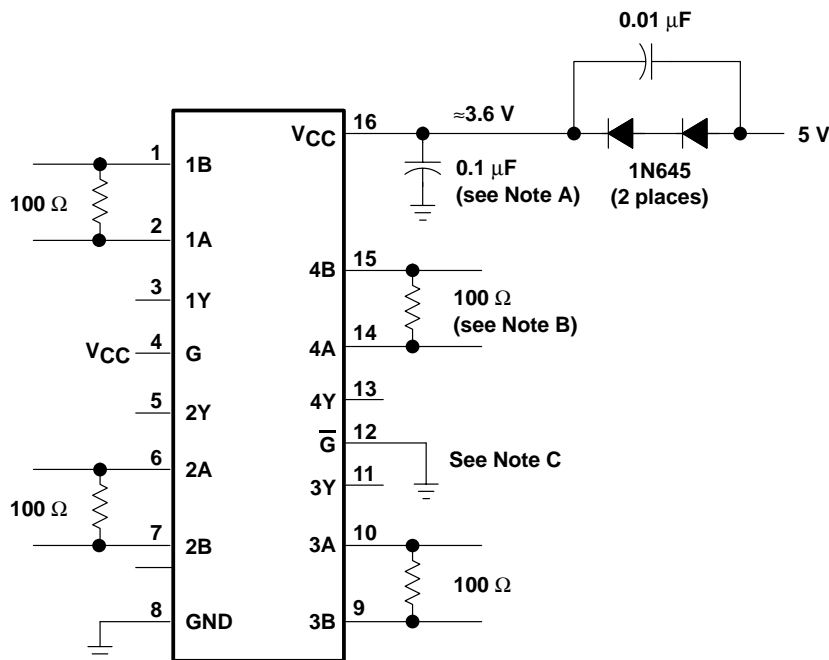 0.01 μF
16
VCC
≈3.6 V
5 V
1
1B
0.1 μF
(see Note A)
1N645
(2 places)
100 Ω
2
1A
15
4B
3
1Y
100 Ω
(see Note B)
VCC
4
G
14
4A
5
2Y
13
4Y
12
G̅
See Note C
6
2A
11
3Y
100 Ω
7
2B
10
3A
100 Ω
8
GND
9
3B